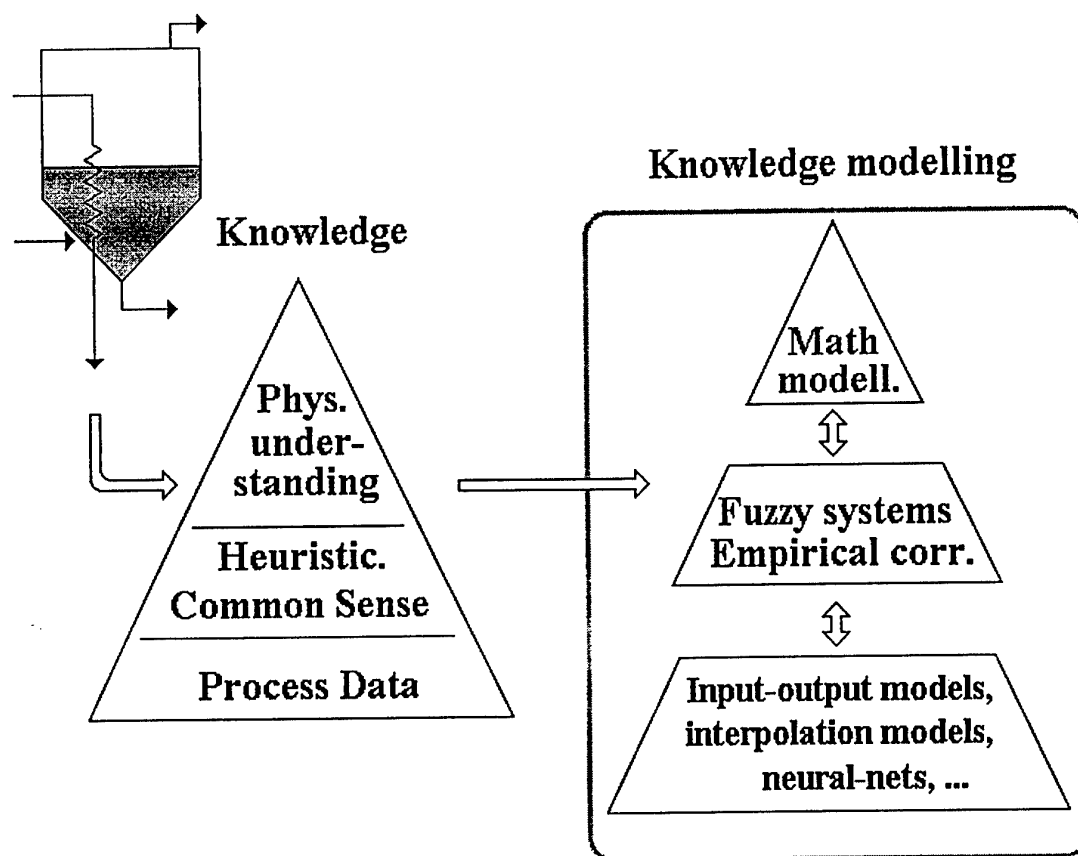 Knowledge modelling
Knowledge
Phys.
under-
standing
Heuristic.
Common Sense
Process Data
Math
modell.
Fuzzy systems
Empirical corr.
Input-output models,
interpolation models,
neural-nets, ...